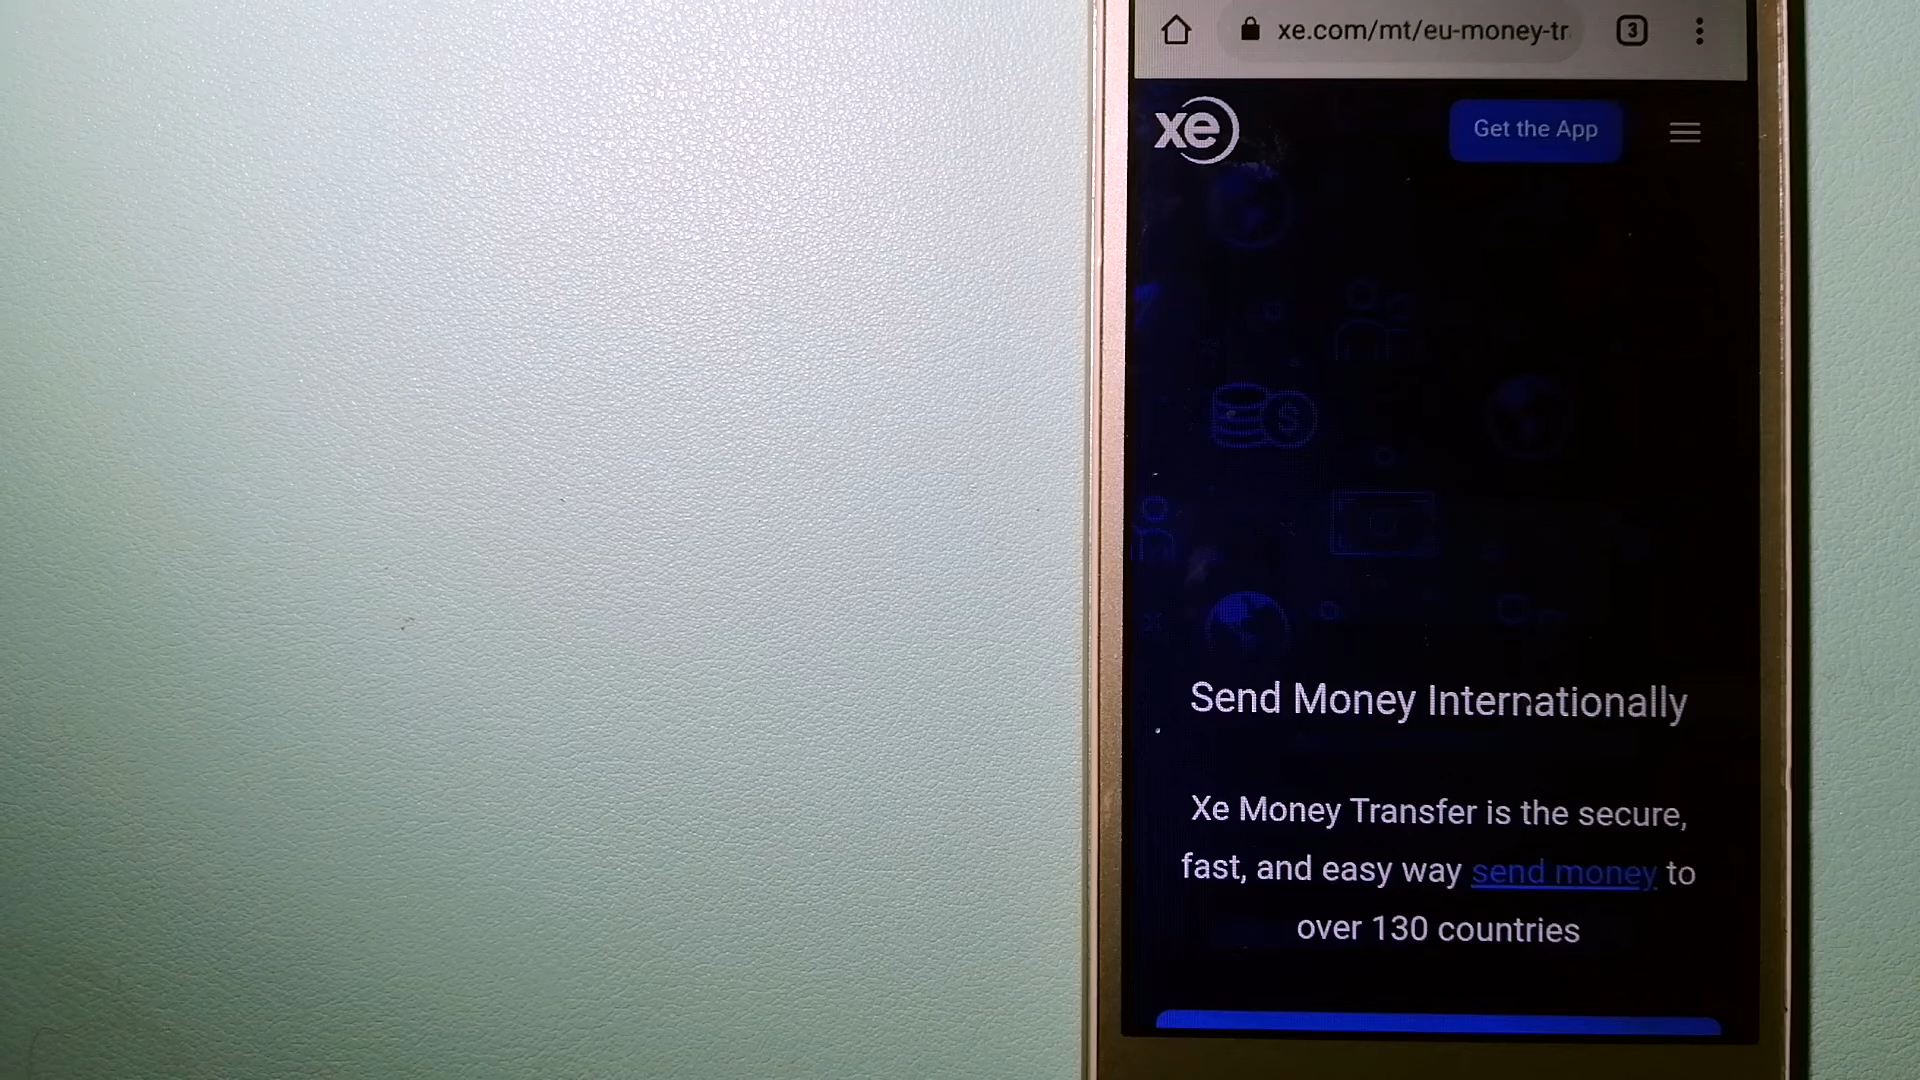 xe.com/mt/eu-money-tr
3
xe
Get the App
Send Money Internationally
Xe Money Transfer is the secure,
fast, and easy way send money to
over 130 countries